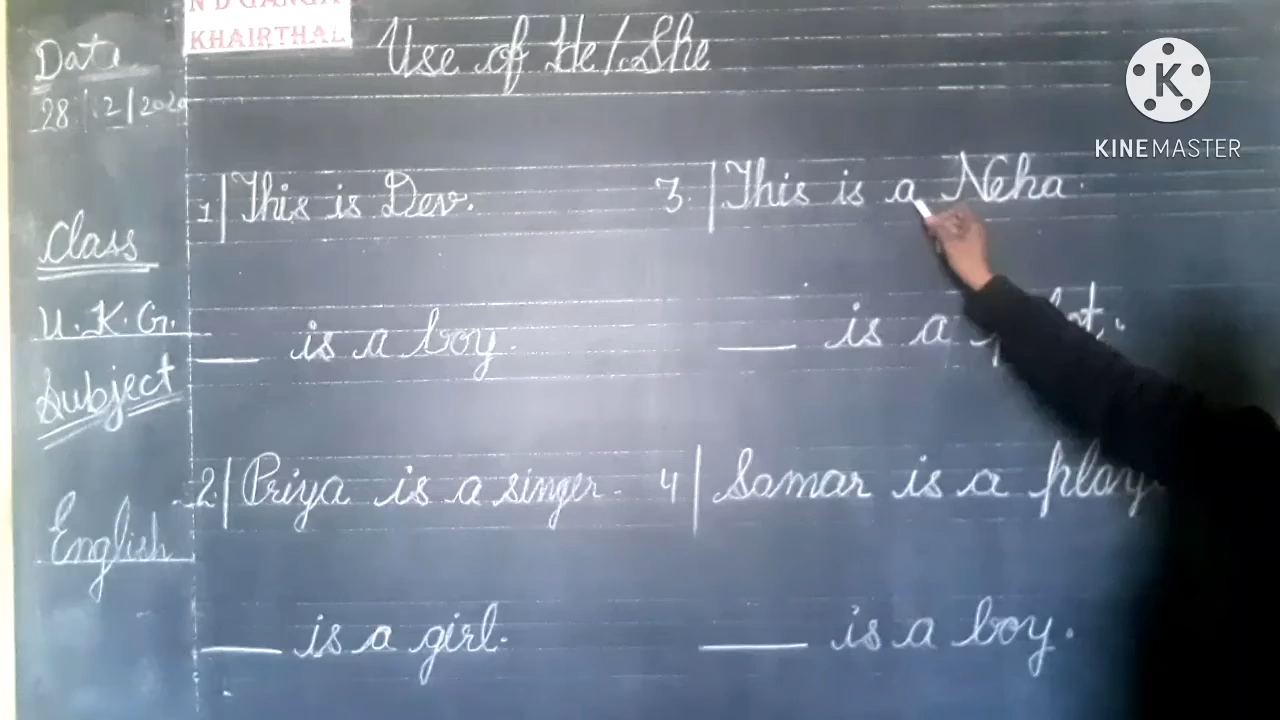 KHAIRTHAL
Use of He/She
Date
28/12/2020
Class
U.K.G.
Subject
English
1 This is Dev.
___ is a boy.
2. Priya is a singer.
___ is a girl.
3. This is a Neha.
___ is a
4 Samar is a
___ is a boy.
KINEMASTER